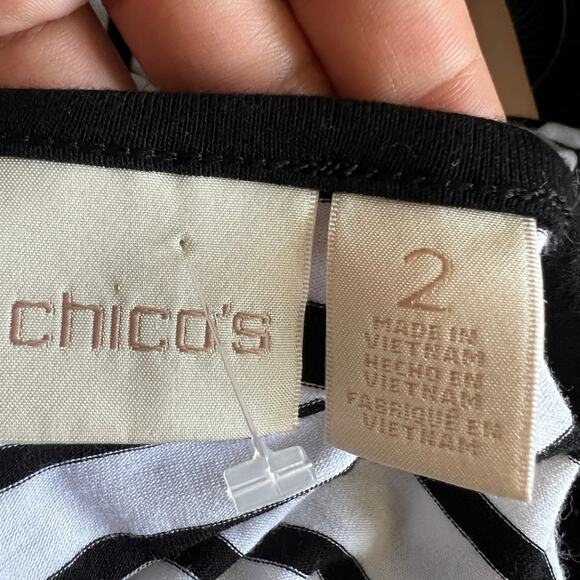 chico's
2
MADE IN
VIETNAM
HECHO EN
VIETNAM
FABRIQUÉ EN
VIETNAM